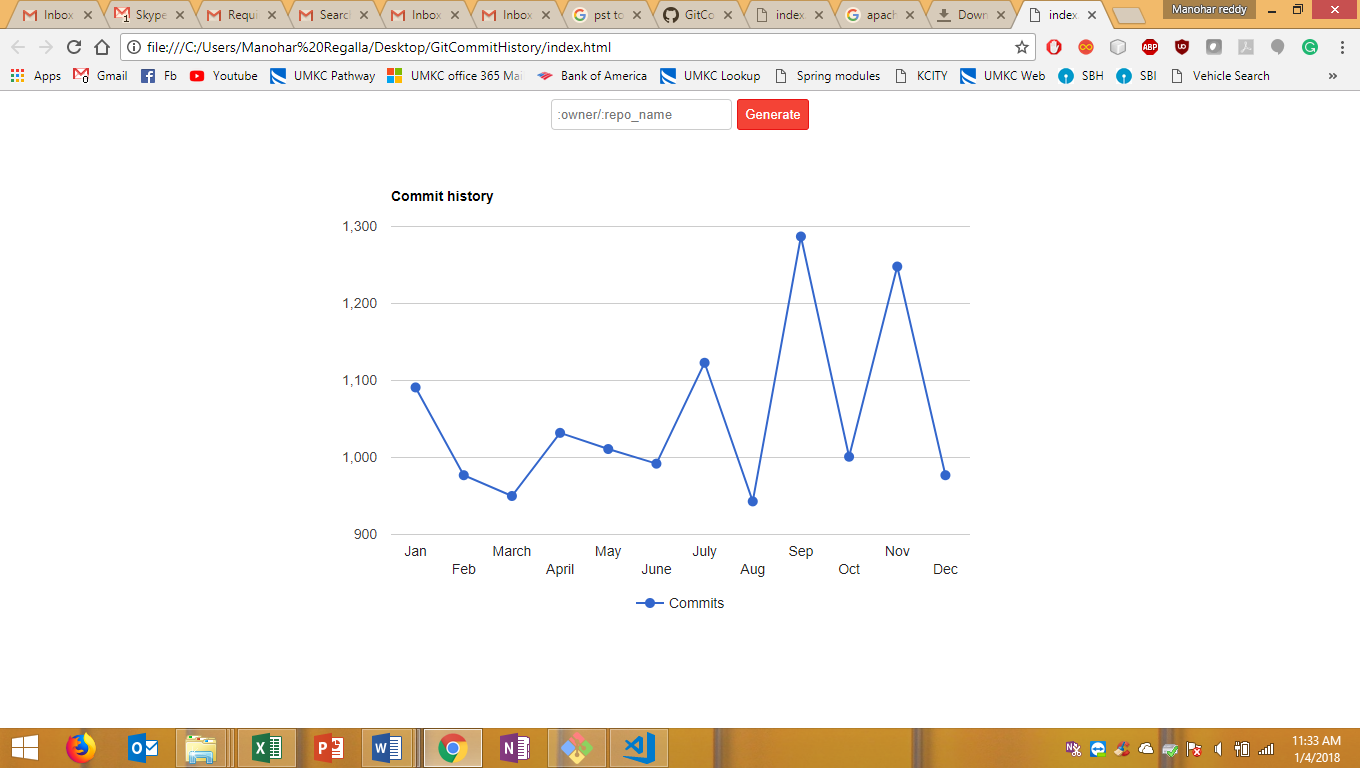 Inbox
Skype
Requi
Search
Inbox
Inbox
pst to
GitCo
index
apach
Down
index
Manohar reddy
file:///C:/Users/Manohar%20Regalla/Desktop/GitCommitHistory/index.html
ABP
Apps
Gmail
Fb
Youtube
UMKC Pathway
UMKC office 365 Mai
Bank of America
UMKC Lookup
Spring modules
KCITY
UMKC Web
SBH
SBI
Vehicle Search
»
:owner/:repo_name
Generate
Commit history
1,300
1,200
1,100
1,000
900
Jan
Feb
March
April
May
June
July
Aug
Sep
Oct
Nov
Dec
Commits
11:33 AM
1/4/2018